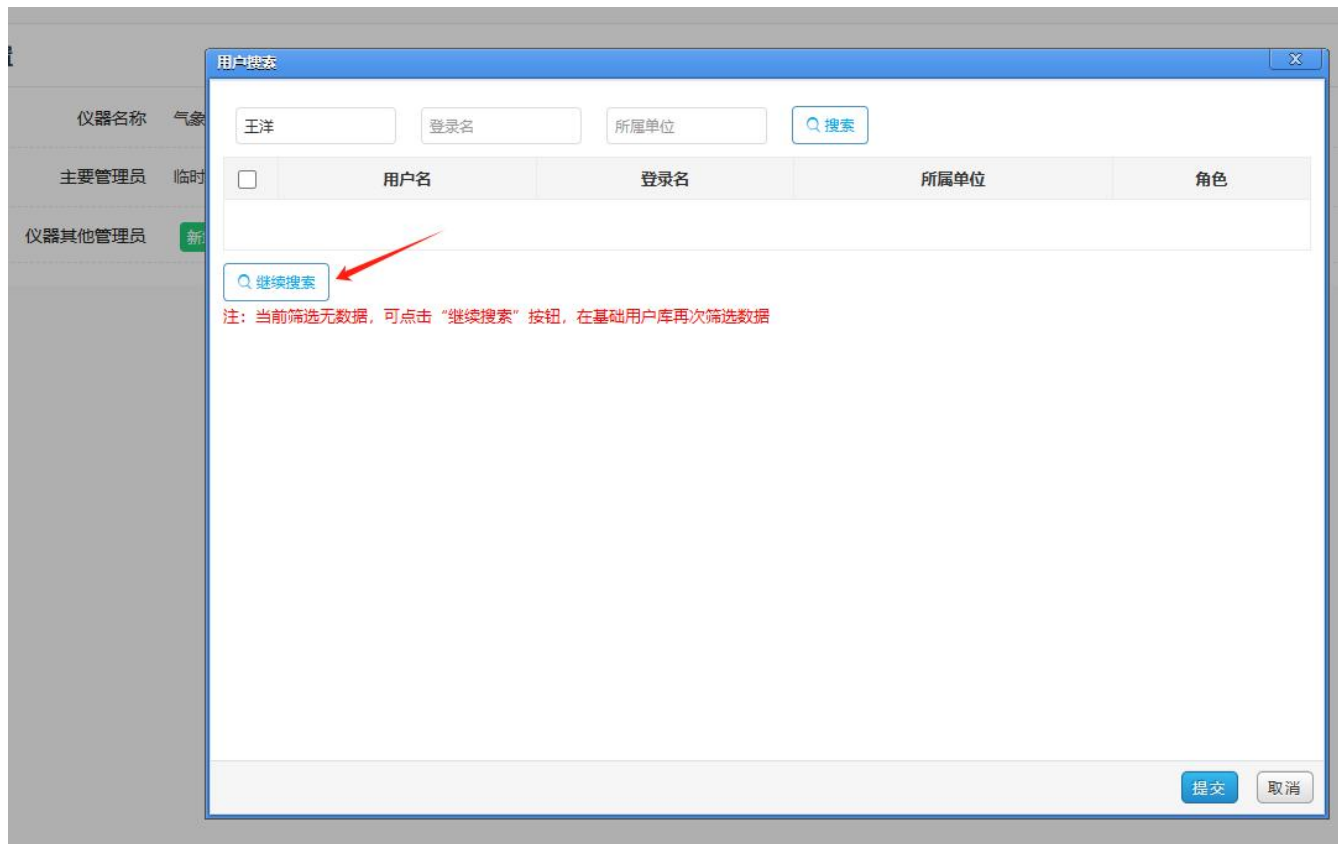 置
用户搜索
X
仪器名称 气象
王洋 登录名 所属单位 搜索
主要管理员 临时
用户名 登录名 所属单位 角色
仪器其他管理员 新
继续搜索
注：当前筛选无数据，可点击“继续搜索”按钮，在基础用户库再次筛选数据
提交 取消